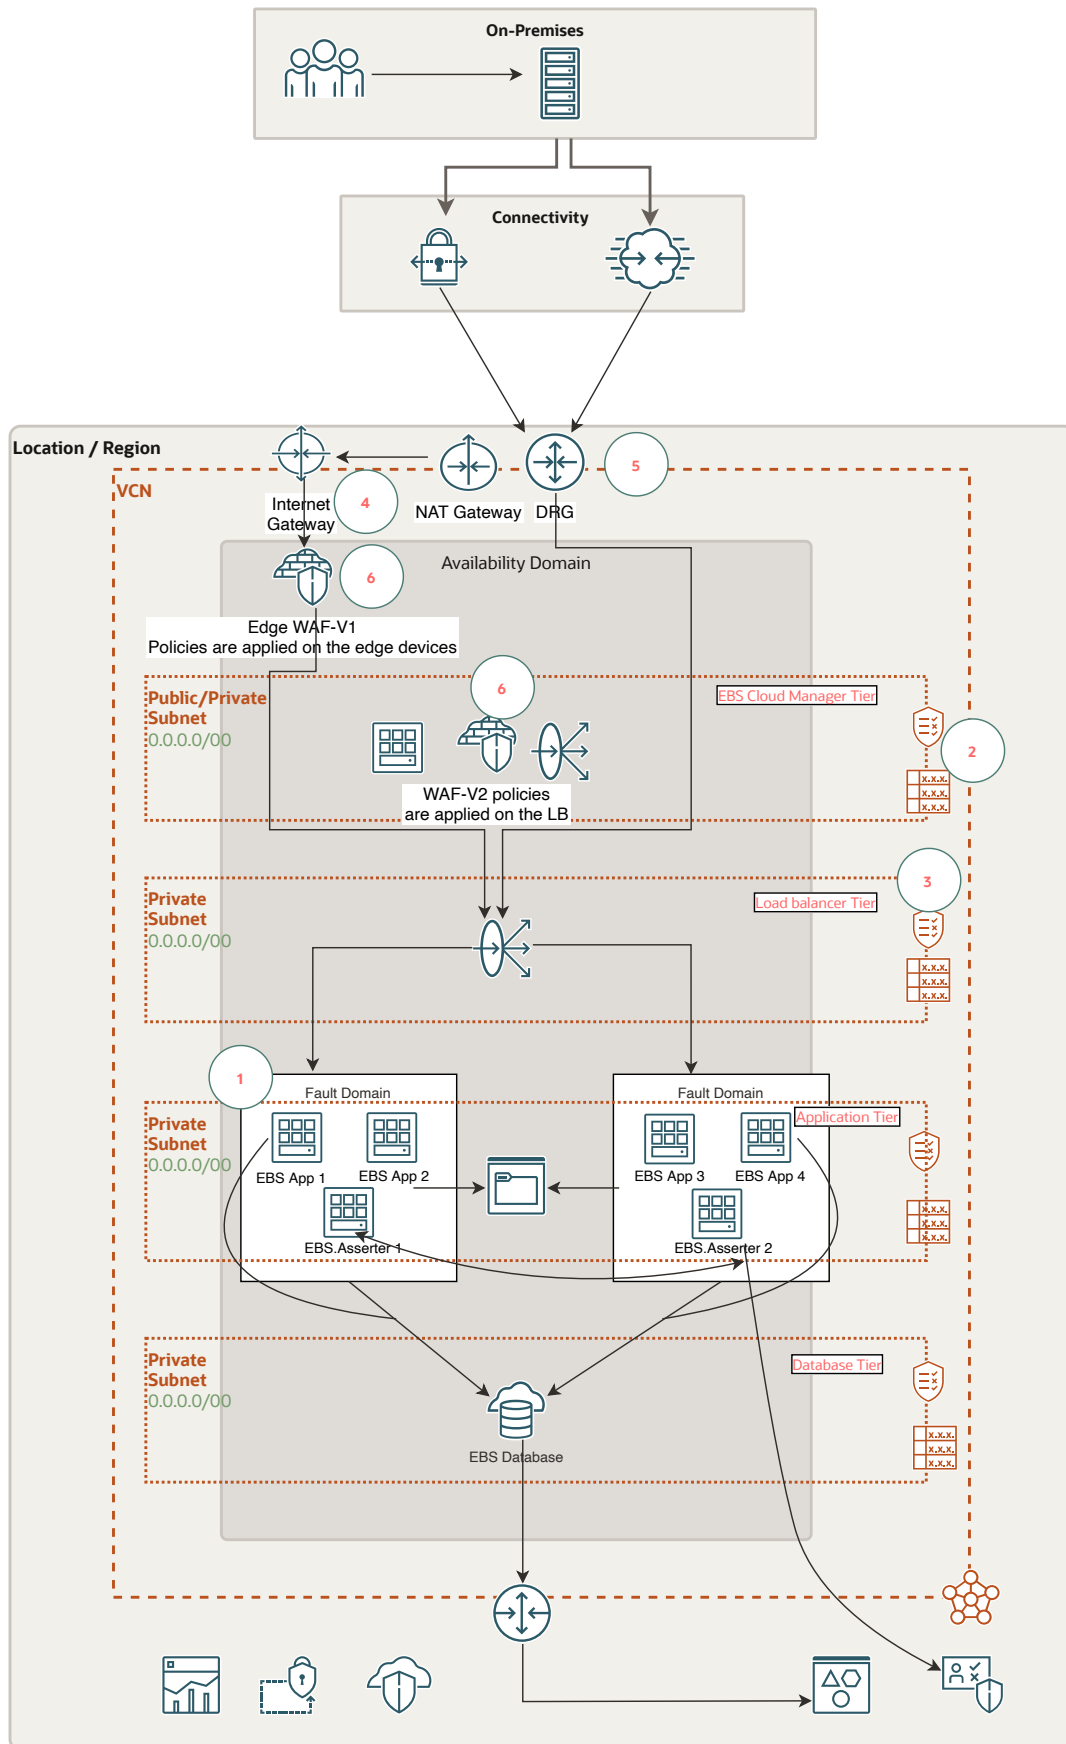 On-Premises
Connectivity
Location / Region
VCN
Internet
Gateway
4
NAT Gateway
DRG
5
Availability Domain
6
Edge WAF-V1
Policies are applied on the edge devices
6
Public/Private
Subnet
0.0.0.0/00
EBS Cloud Manager Tier
2
x.x.x.
x.x.x.
x.x.x.
WAF-V2 policies
are applied on the LB
3
Private
Subnet
0.0.0.0/00
Load balancer Tier
x.x.x.
x.x.x.
x.x.x.
1
Fault Domain
Fault Domain
Private
Subnet
0.0.0.0/00
Application Tier
EBS App 1
EBS App 2
EBS App 3
EBS App 4
x.x.x.
x.x.x.
x.x.x.
EBS.Asserter 1
EBS.Asserter 2
Private
Subnet
0.0.0.0/00
Database Tier
x.x.x.
x.x.x.
x.x.x.
EBS Database